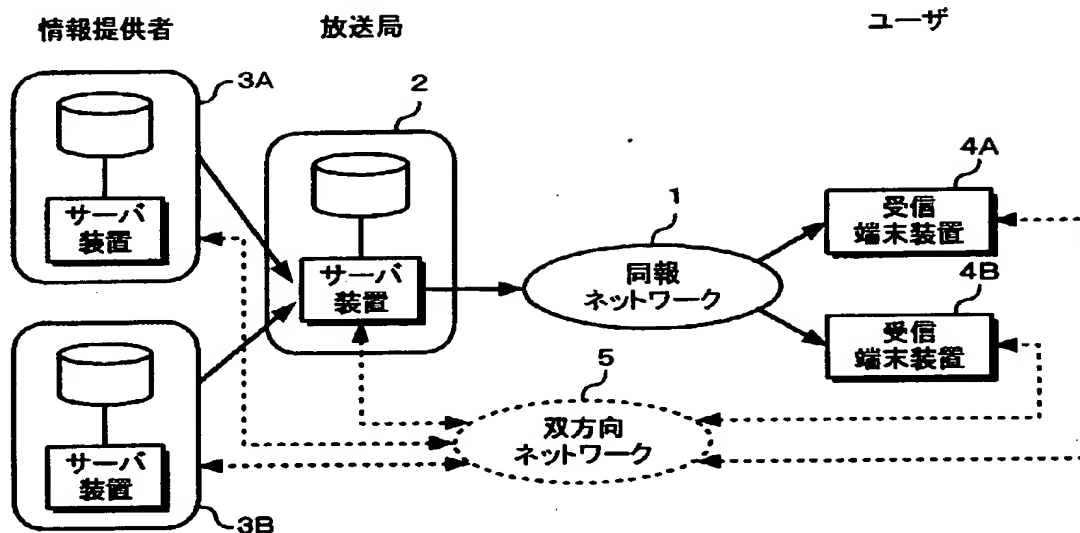 情報提供者
放送局
ユーザ
3A
サーバ
装置
2
サーバ
装置
1
同報
ネットワーク
4A
受信
端末装置
4B
受信
端末装置
5
双方向
ネットワーク
サーバ
装置
3B